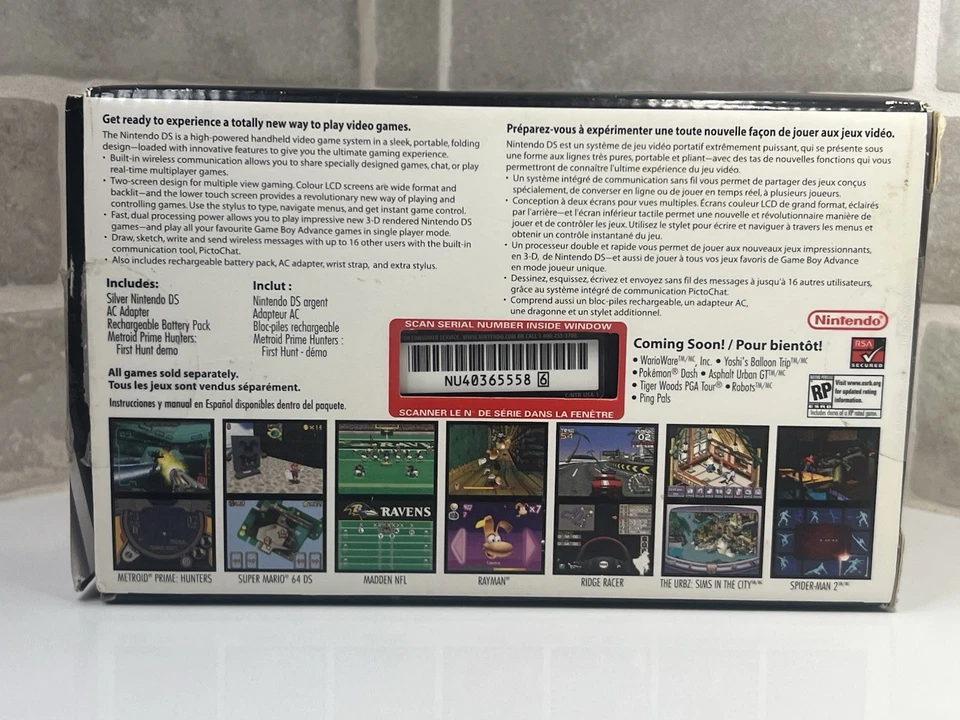 Get ready to experience a totally new way to play video games.
The Nintendo DS is a high-powered handheld video game system in a sleek, portable, folding
design—loaded with innovative features to give you the ultimate gaming experience.
• Built-in wireless communication allows you to share specially designed games, chat, or play
real-time multiplayer games.
• Two-screen design for multiple view gaming. Colour LCD screens are wide format and
backlit—and the lower touch screen provides a revolutionary new way of playing and
controlling games. Use the stylus to type, navigate menus, and get instant game control.
• Fast, dual processing power allows you to play impressive new 3-D rendered Nintendo DS
games—and play all your favourite Game Boy Advance games in single player mode.
• Draw, sketch, write and send wireless messages with up to 16 other users with the built-in
communication tool, PictoChat.
• Also includes rechargeable battery pack, AC adapter, wrist strap, and extra stylus.
Includes:
Silver Nintendo DS
AC Adapter
Rechargeable Battery Pack
Metroid Prime Hunters:
First Hunt demo
Inclut :
Nintendo DS argent
Adapteur AC
Bloc-piles rechargeable
Metroid Prime Hunters :
First Hunt - démo
All games sold separately.
Tous les jeux sont vendus séparément.
Instrucciones y manual en Español disponibles dentro del paquete.
Préparez-vous à expérimenter une toute nouvelle façon de jouer aux jeux vidéo.
Nintendo DS est un système de jeu vidéo portatif extrêmement puissant, qui se présente sous
une forme aux lignes très pures, portable et pliant—avec des tas de nouvelles fonctions qui vous
permettront de connaître l'ultime expérience du jeu vidéo.
• Un système intégré de communication sans fil vous permet de partager des jeux conçus
spécialement, de converser en ligne ou de jouer en temps réel, à plusieurs joueurs.
• Conception à deux écrans pour vues multiples. Écrans couleur LCD de grand format, éclairés
par l'arrière—et l'écran inférieur tactile permet une nouvelle et révolutionnaire manière de
jouer et de contrôler les jeux. Utilisez le stylet pour écrire et naviguer à travers les menus et
obtenir un contrôle instantané du jeu.
• Un processeur double et rapide vous permet de jouer aux nouveaux jeux impressionnants,
en 3-D, de Nintendo DS—et aussi de jouer à tous vos jeux favoris de Game Boy Advance
en mode joueur unique.
• Dessinez, esquissez, écrivez et envoyez sans fil des messages à jusqu'à 16 autres utilisateurs,
grâce au système intégré de communication PictoChat.
• Comprend aussi un bloc-piles rechargeable, un adapteur AC,
une dragonne et un stylet additionnel.
Nintendo®
SCAN SERIAL NUMBER INSIDE WINDOW
NU40365558 6
SCANNER LE N° DE SÉRIE DANS LA FENÊTRE
Coming Soon! / Pour bientôt!
• WarioWare™/MC, Inc. • Yoshi's Balloon Trip™/MC
• Pokémon® Dash • Asphalt Urban GT™/MC
• Tiger Woods PGA Tour® • Robots™/MC
• Ping Pals
RSA
SECURED
RP
ESRB
Visit www.esrb.org
for updated rating
information.
Includes demo of a RP rated game.
54
02
x7
RAVENS
METROID® PRIME: HUNTERS
SUPER MARIO® 64 DS
MADDEN NFL
RAYMAN®
RIDGE RACER
THE URBZ: SIMS IN THE CITY™/MC
SPIDER-MAN 2™/MC